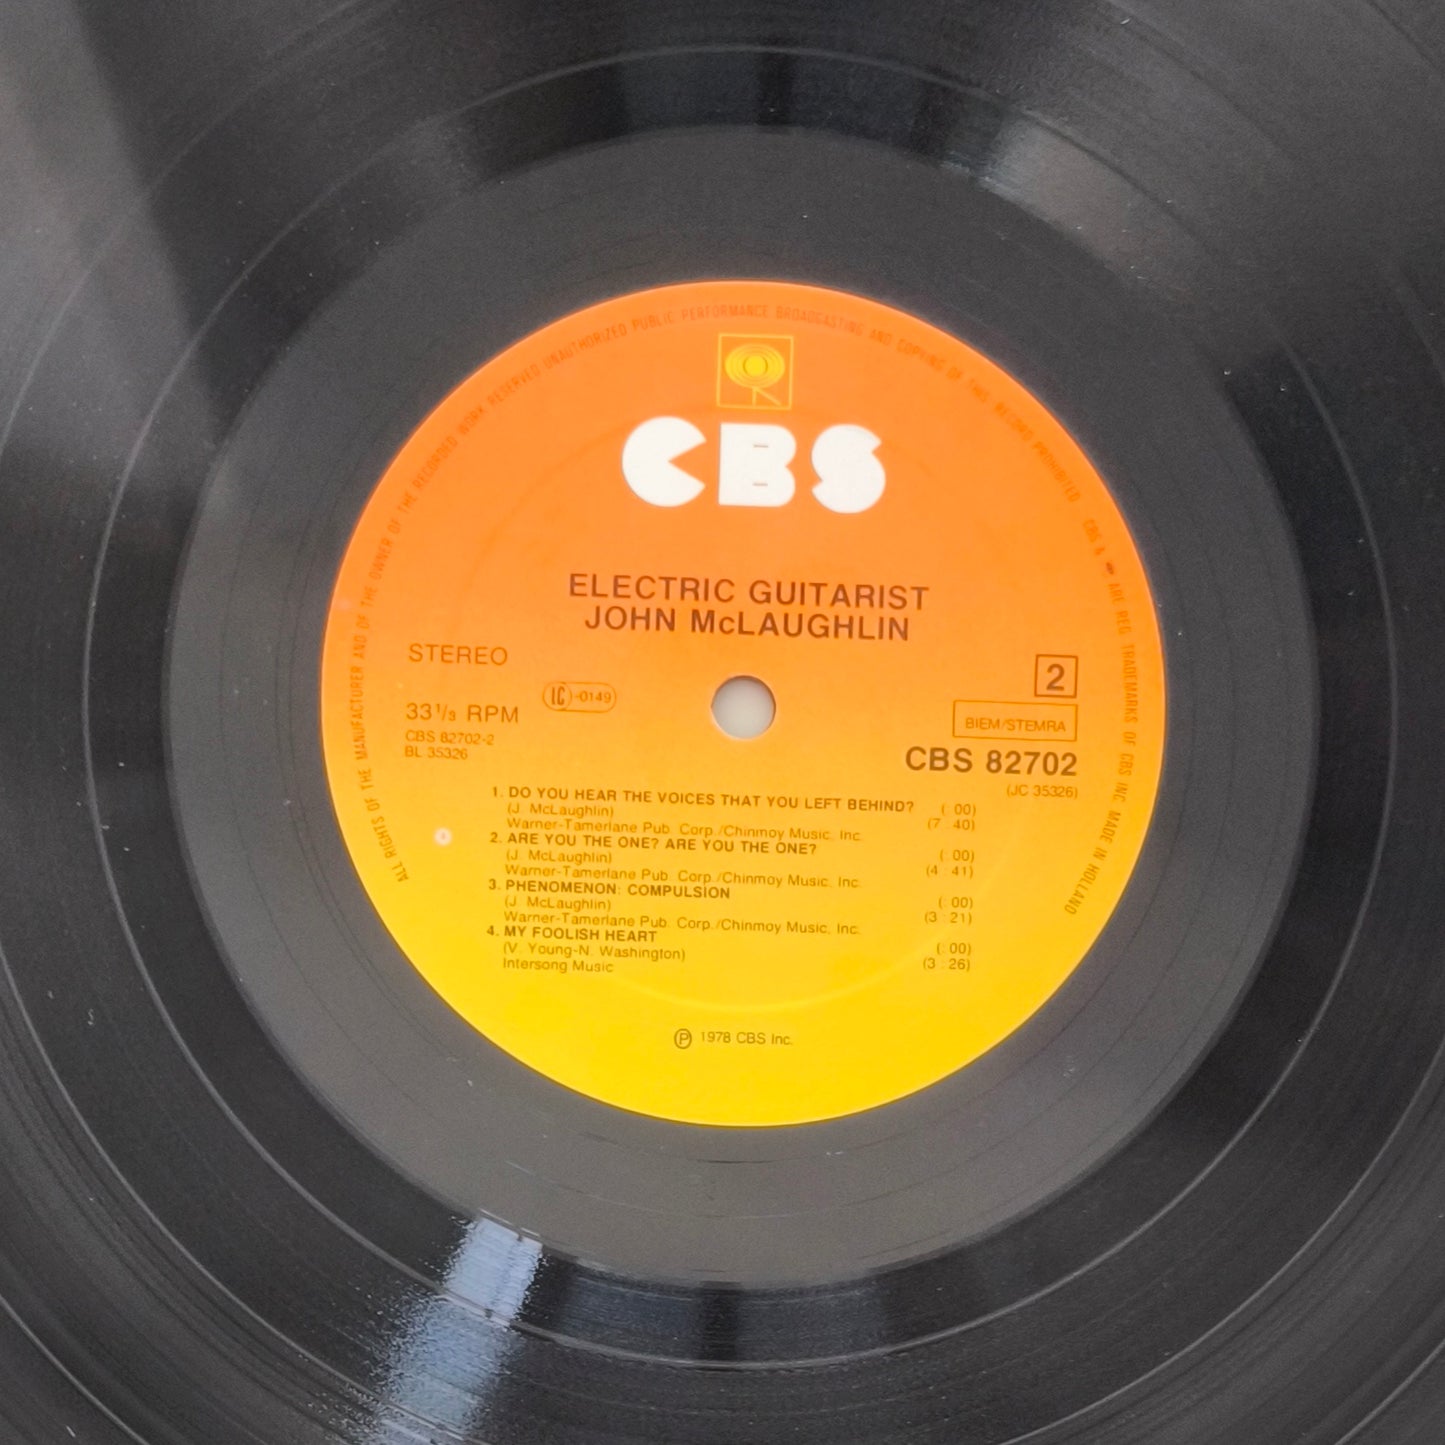 ALL RIGHTS OF THE MANUFACTURER AND OF THE OWNER OF THE RECORDED WORK RESERVED UNAUTHORIZED PUBLIC PERFORMANCE BROADCASTING AND COPYING OF THIS RECORD PROHIBITED CBS & ARE REG TRADEMARKS OF CBS INC MADE IN HOLLAND
CBS
ELECTRIC GUITARIST
JOHN McLAUGHLIN
STEREO
2
LC -0149
33 1/3 RPM
BIEM/STEMRA
CBS 82702-2
CBS 82702
BL 35326
(JC 35326)
1. DO YOU HEAR THE VOICES THAT YOU LEFT BEHIND? (: 00)
(J. McLaughlin) (7 : 40)
Warner-Tamerlane Pub. Corp./Chinmoy Music, Inc.
2. ARE YOU THE ONE? ARE YOU THE ONE? (: 00)
(J. McLaughlin) (4 : 41)
Warner-Tamerlane Pub. Corp./Chinmoy Music, Inc.
3. PHENOMENON: COMPULSION (: 00)
(J. McLaughlin) (3 : 21)
Warner-Tamerlane Pub. Corp./Chinmoy Music, Inc.
4. MY FOOLISH HEART (: 00)
(V. Young-N. Washington) (3 : 26)
Intersong Music
Ⓟ 1978 CBS Inc.